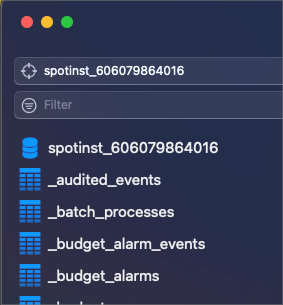 spotinst_606079864016
Filter
spotinst_606079864016
_audited_events
_batch_processes
_budget_alarm_events
_budget_alarms